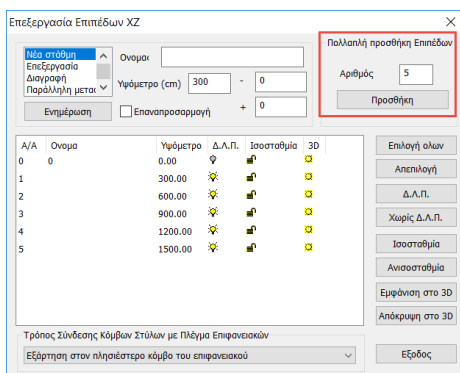 Επεξεργασία Επιπέδων XZ
Νέα στάθμη
Επεξεργασία
Διαγραφή
Παράλληλη μετασ
Ενημέρωση
Ονομα
Υψόμετρο (cm) 300 - 0
Επαναπροσαρμογή + 0
Πολλαπλή προσθήκη Επιπέδων
Αριθμός 5
Προσθήκη
Α/Α Ονομα Υψόμετρο Δ.Λ.Π. Ισοσταθμία 3D
0 0 0.00
1 300.00
2 600.00
3 900.00
4 1200.00
5 1500.00
Επιλογή ολων
Απεπιλογή
Δ.Λ.Π.
Χωρίς Δ.Λ.Π.
Ισοσταθμία
Ανισοσταθμία
Εμφάνιση στο 3D
Απόκρυψη στο 3D
Τρόπος Σύνδεσης Κόμβων Στύλων με Πλέγμα Επιφανειακών
Εξάρτηση στον πλησιέστερο κόμβο του επιφανειακού
Εξοδος